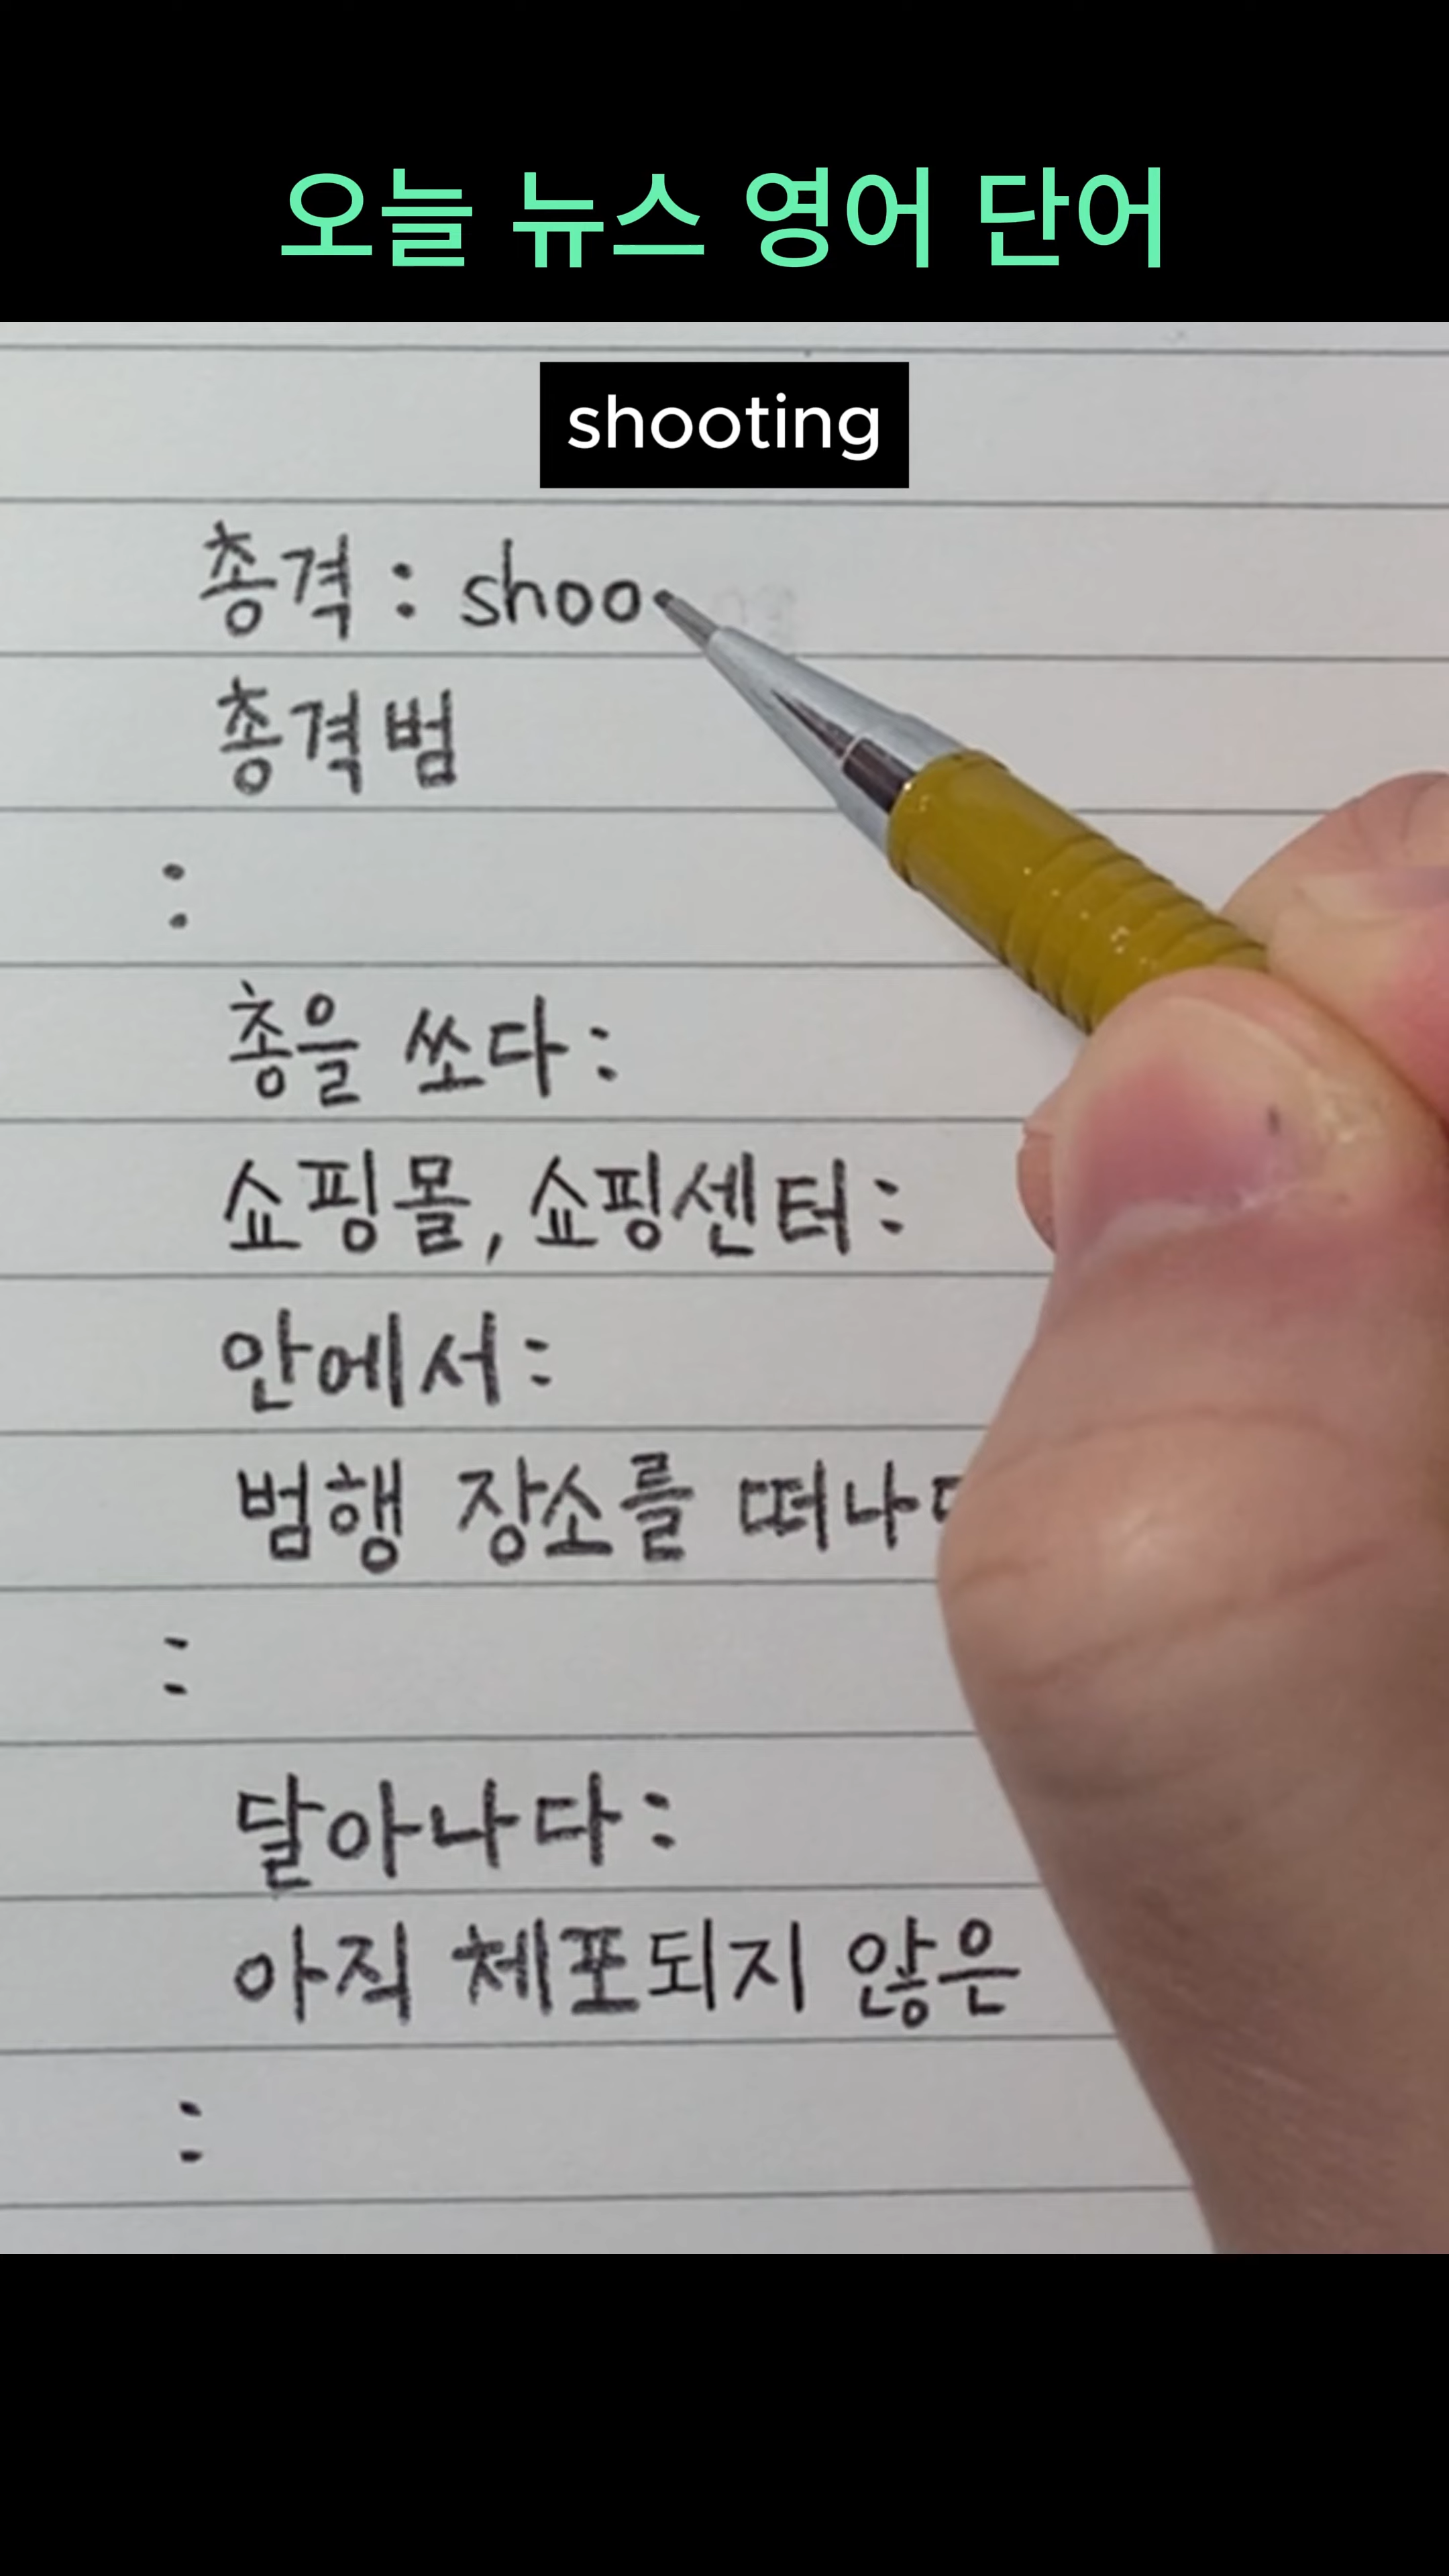 오늘 뉴스 영어 단어
shooting
총격 : shoo
총격범
:
총을 쏘다 :
쇼핑몰, 쇼핑센터 :
안에서 :
범행 장소를
:
달아나다 :
아직 체포되지 않은
: